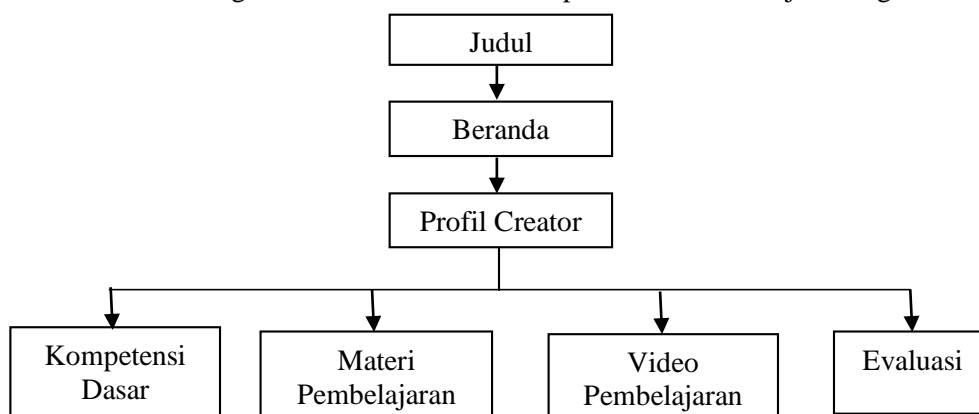 Judul
Beranda
Profil Creator
Kompetensi
Dasar
Materi
Pembelajaran
Video
Pembelajaran
Evaluasi